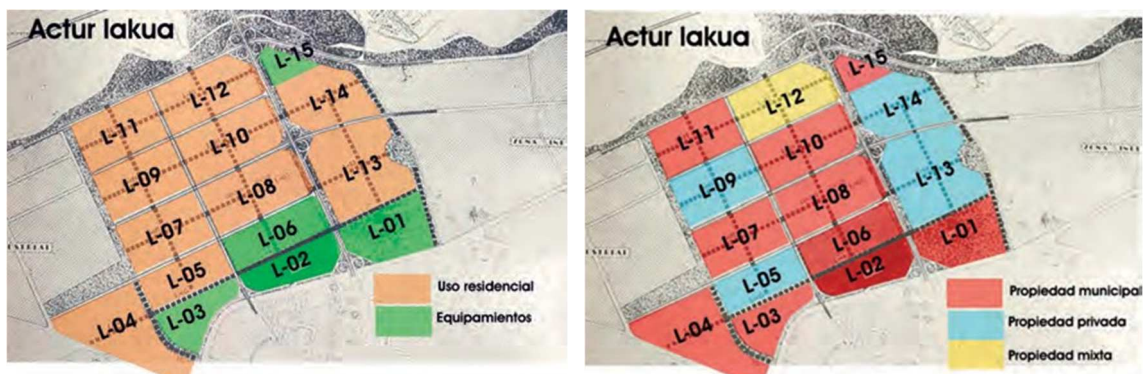 Actur lakua
L-15
L-12
L-14
L-11
L-10
L-09
L-13
L-08
L-07
L-06
L-01
L-05
L-02
L-04
L-03
Uso residencial
Equipamientos
Actur lakua
L-15
L-12
L-14
L-11
L-10
L-09
L-13
L-08
L-07
L-06
L-01
L-05
L-02
L-04
L-03
Propiedad municipal
Propiedad privada
Propiedad mixta